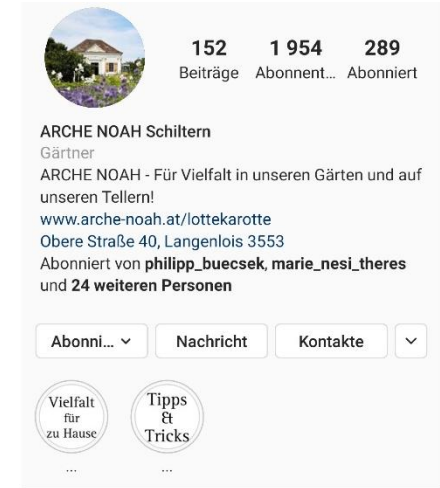 152 1 954 289
Beiträge Abonnent... Abonniert
ARCHE NOAH Schiltern
Gärtner
ARCHE NOAH - Für Vielfalt in unseren Gärten und auf
unseren Tellern!
www.arche-noah.at/lottekarotte
Obere Straße 40, Langenlois 3553
Abonniert von philipp_buecsek, marie_nesi_theres
und 24 weiteren Personen
Abonni... Nachricht Kontakte
Vielfalt
für
zu Hause
...
Tipps
&
Tricks
...